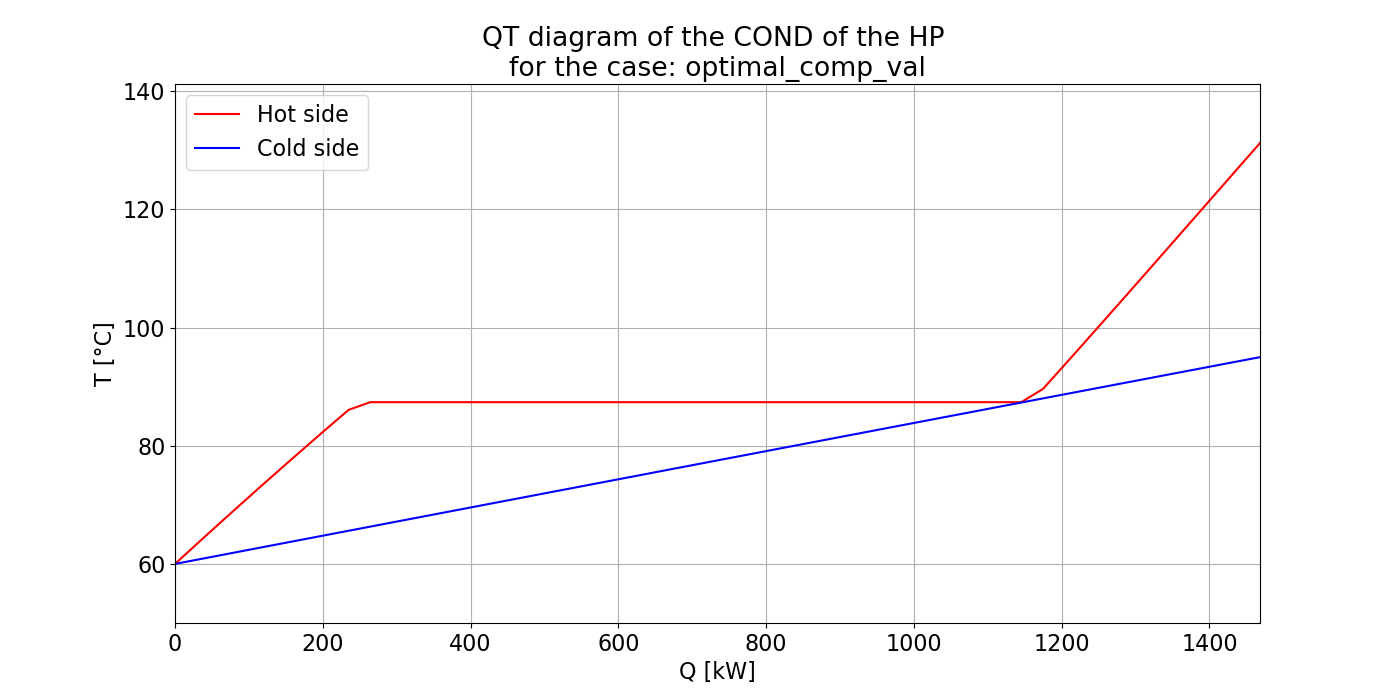 QT diagram of the COND of the HP
for the case: optimal_comp_val
Hot side
Cold side
T [°C]
140
120
100
80
60
0 200 400 600 800 1000 1200 1400
Q [kW]